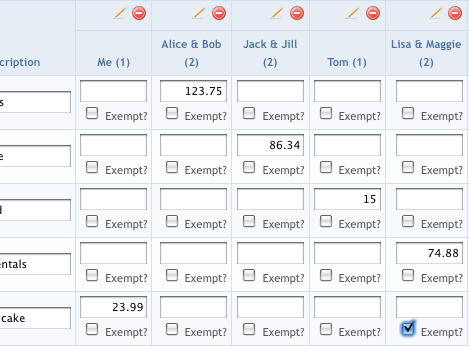 Alice & Bob Jack & Jill Lisa & Maggie
cription Me (1) (2) (2) Tom (1) (2)
s 123.75
Exempt? Exempt? Exempt? Exempt? Exempt?
e 86.34
Exempt? Exempt? Exempt? Exempt? Exempt?
d 15
Exempt? Exempt? Exempt? Exempt? Exempt?
entals 74.88
Exempt? Exempt? Exempt? Exempt? Exempt?
cake 23.99
Exempt? Exempt? Exempt? Exempt? Exempt?